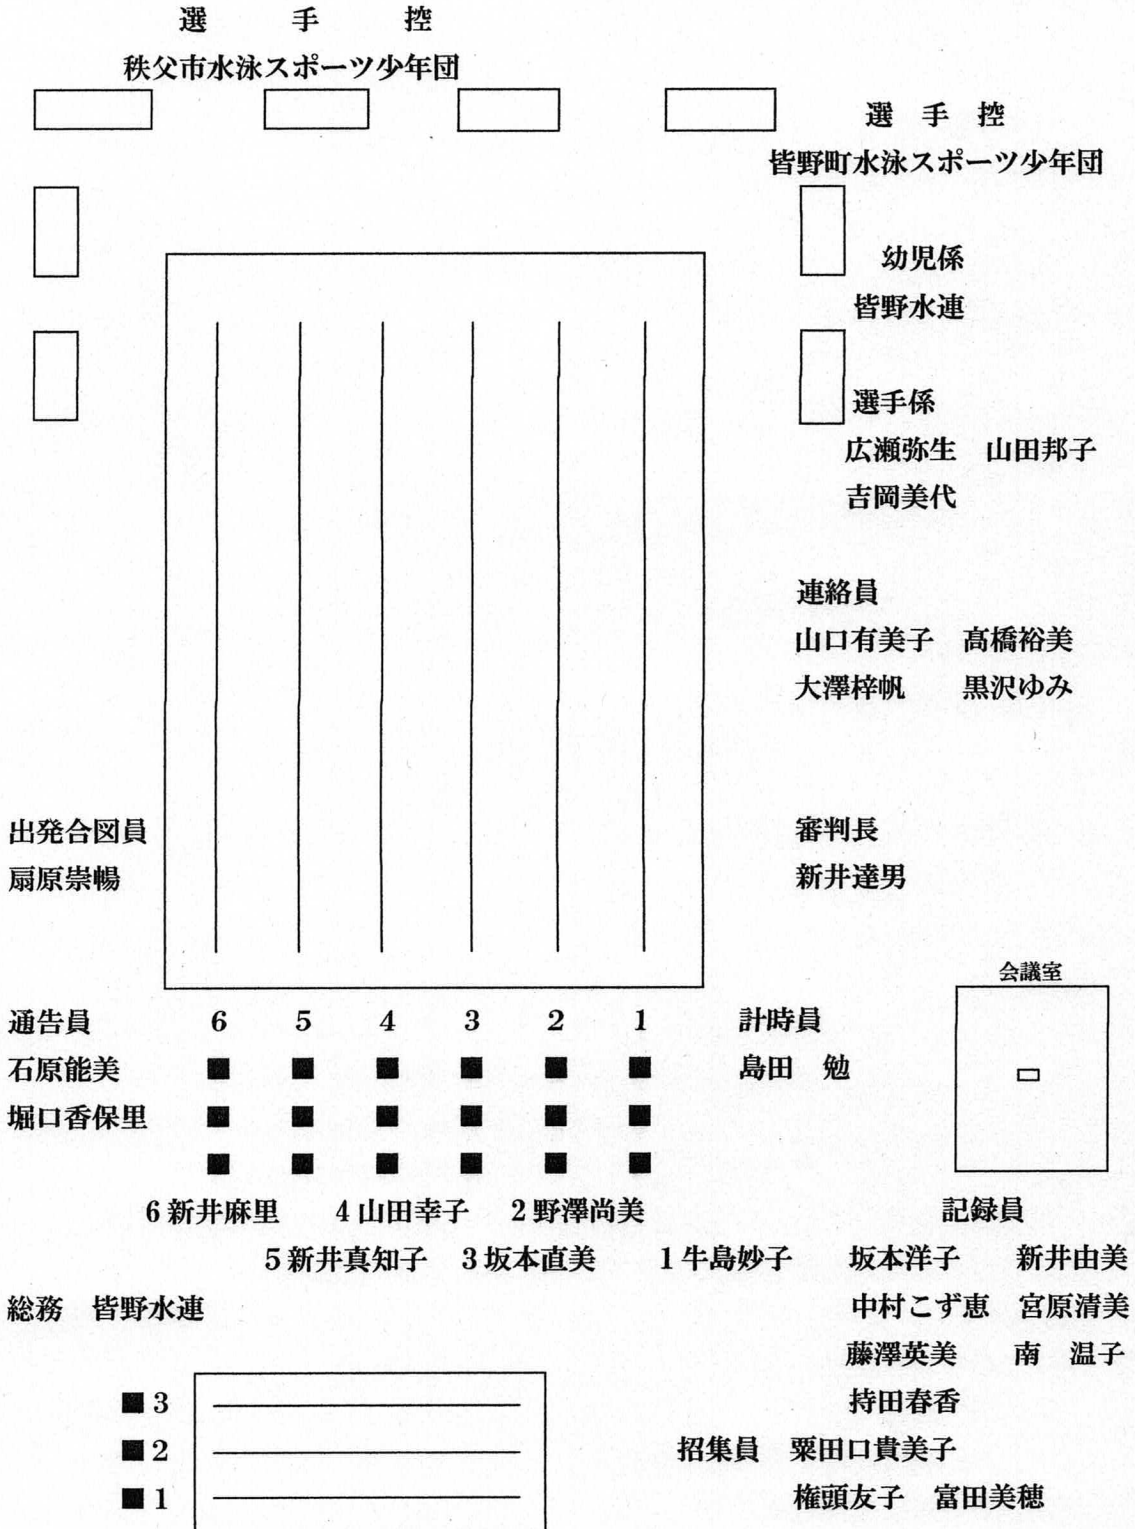 選　手　控
秩父市水泳スポーツ少年団
選　手　控
皆野町水泳スポーツ少年団
幼児係
皆野水連
選手係
広瀬弥生　山田邦子
吉岡美代
連絡員
山口有美子　髙橋裕美
大澤梓帆　黒沢ゆみ
出発合図員
扇原崇暢
審判長
新井達男
会議室
通告員　6　5　4　3　2　1　計時員
石原能美　■　■　■　■　■　■　島田　勉
堀口香保里　■　■　■　■　■　■
■　■　■　■　■　■
6新井麻里　4山田幸子　2野澤尚美　記録員
5新井真知子　3坂本直美　1牛島妙子　坂本洋子　新井由美
総務　皆野水連　中村こず恵　宮原清美
藤澤英美　南　温子
■3　持田春香
■2　招集員　粟田口貴美子
■1　権頭友子　富田美穂